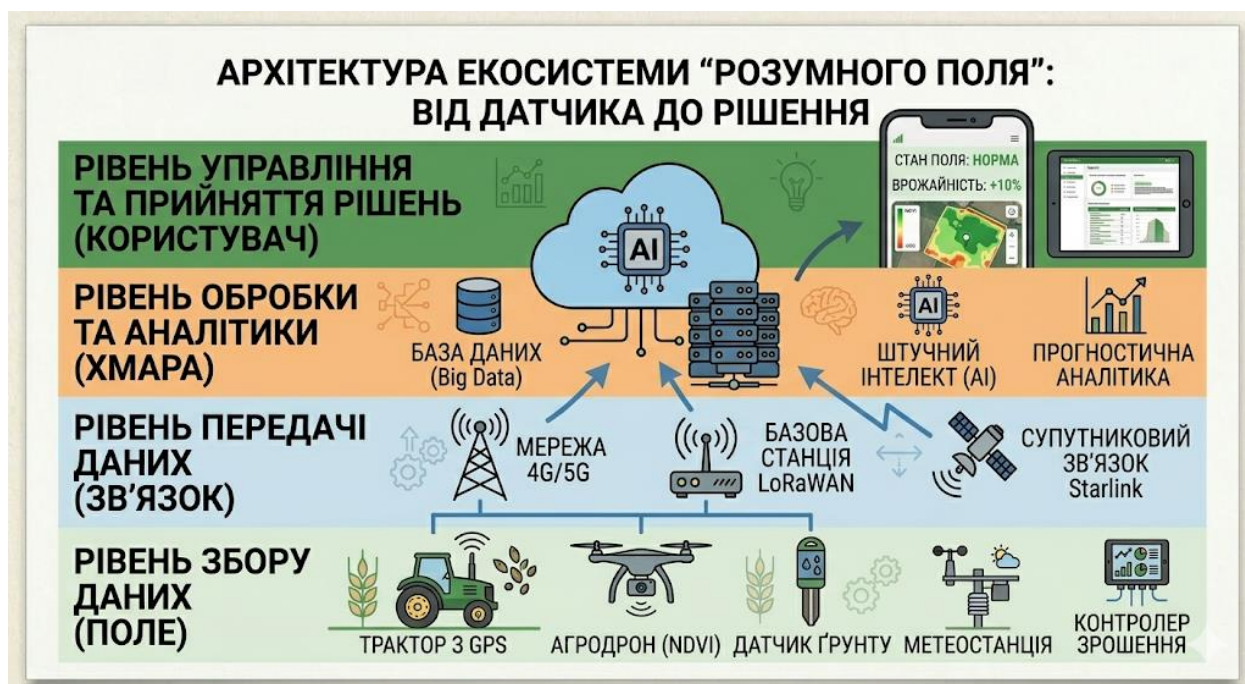 АРХІТЕКТУРА ЕКОСИСТЕМИ “РОЗУМНОГО ПОЛЯ”:
ВІД ДАТЧИКА ДО РІШЕННЯ
РІВЕНЬ УПРАВЛІННЯ
ТА ПРИЙНЯТТЯ РІШЕНЬ
(КОРИСТУВАЧ)
AI
СТАН ПОЛЯ: НОРМА
ВРОЖАЙНІСТЬ: +10%
РІВЕНЬ ОБРОБКИ
ТА АНАЛІТИКИ
(ХМАРА)
БАЗА ДАНИХ
(Big Data)
AI
ШТУЧНИЙ
ІНТЕЛЕКТ (AI)
ПРОГНОСТИЧНА
АНАЛІТИКА
РІВЕНЬ ПЕРЕДАЧІ
ДАНИХ
(ЗВ’ЯЗОК)
МЕРЕЖА
4G/5G
БАЗОВА
СТАНЦІЯ
LoRaWAN
СУПУТНИКОВИЙ
ЗВ’ЯЗОК
Starlink
РІВЕНЬ ЗБОРУ
ДАНИХ
(ПОЛЕ)
ТРАКТОР З GPS
АГРОДРОН (NDVI)
ДАТЧИК ҐРУНТУ
МЕТЕОСТАНЦІЯ
КОНТРОЛЕР
ЗРОШЕННЯ